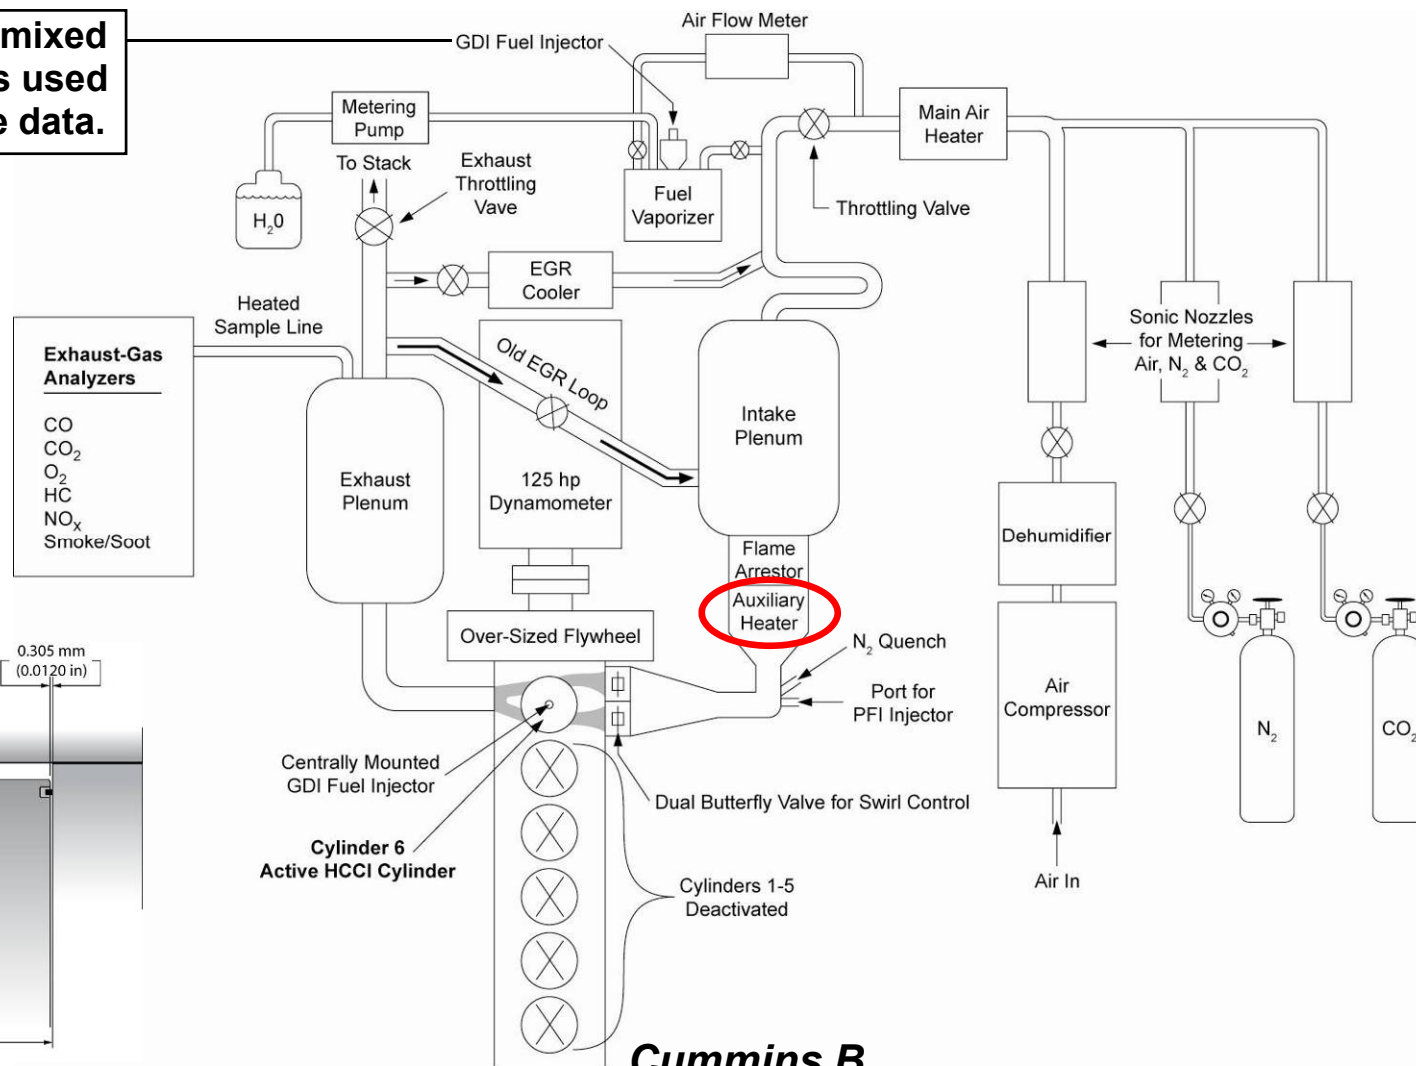 mixed
s used
e data.
GDI Fuel Injector
Air Flow Meter
Metering
Pump
Main Air
Heater
To Stack
Exhaust
Throttling
Vave
H2O
Fuel
Vaporizer
Throttling Valve
EGR
Cooler
Heated
Sample Line
Sonic Nozzles
for Metering
Air, N2 & CO2
Exhaust-Gas
Analyzers
CO
CO2
O2
HC
NOX
Smoke/Soot
Old EGR Loop
Intake
Plenum
Exhaust
Plenum
125 hp
Dynamometer
Dehumidifier
Flame
Arrestor
Auxiliary
Heater
Over-Sized Flywheel
N2 Quench
Port for
PFI Injector
Air
Compressor
N2
CO2
0.305 mm
(0.0120 in)
Centrally Mounted
GDI Fuel Injector
Dual Butterfly Valve for Swirl Control
Cylinder 6
Active HCCI Cylinder
Cylinders 1-5
Deactivated
Air In
Cummins B